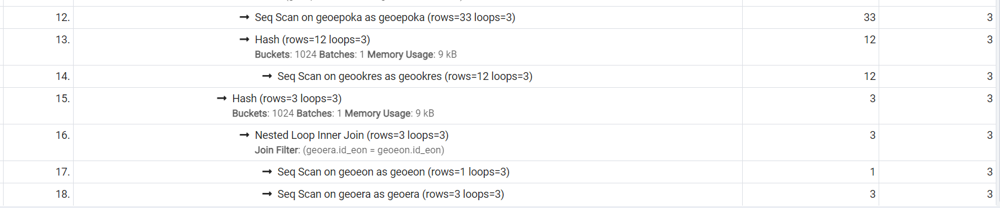 12. → Seq Scan on geoepoka as geoepoka (rows=33 loops=3) 33 3
13. → Hash (rows=12 loops=3) 12 3
Buckets: 1024 Batches: 1 Memory Usage: 9 kB
14. → Seq Scan on geookres as geookres (rows=12 loops=3) 12 3
15. → Hash (rows=3 loops=3) 3 3
Buckets: 1024 Batches: 1 Memory Usage: 9 kB
16. → Nested Loop Inner Join (rows=3 loops=3) 3 3
Join Filter: (geoera.id_eon = geoeon.id_eon)
17. → Seq Scan on geoeon as geoeon (rows=1 loops=3) 1 3
18. → Seq Scan on geoera as geoera (rows=3 loops=3) 3 3